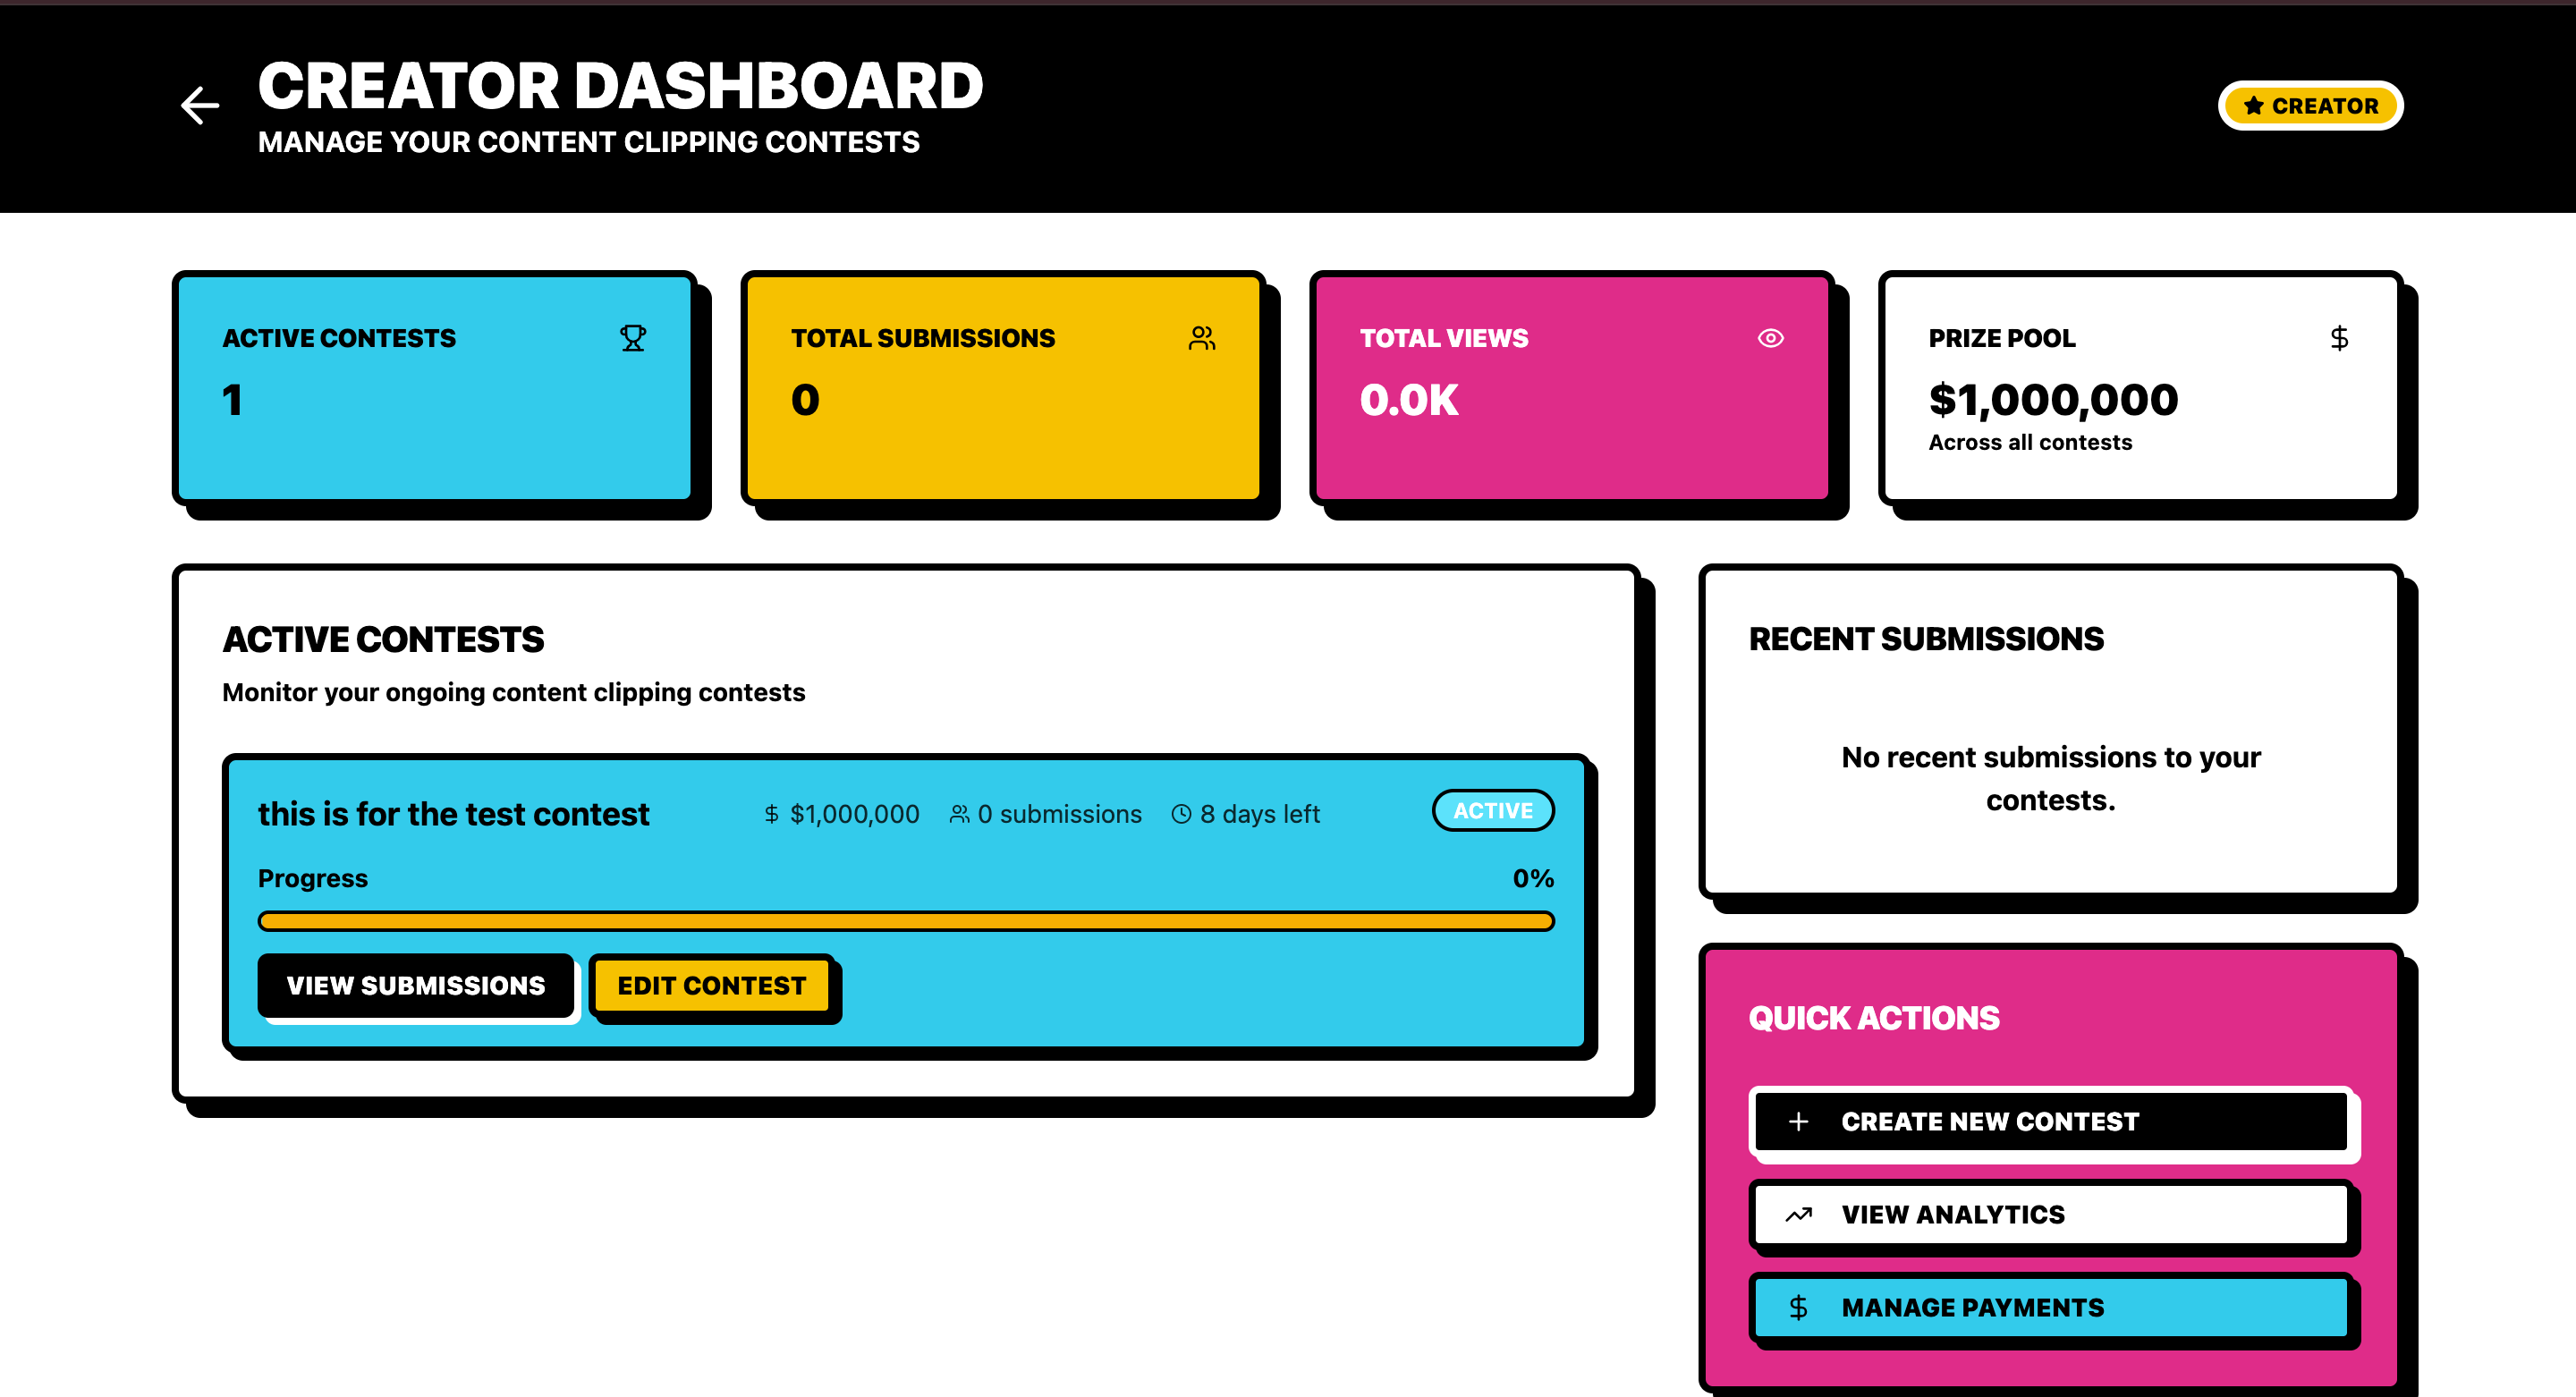 CREATOR DASHBOARD
MANAGE YOUR CONTENT CLIPPING CONTESTS
CREATOR
ACTIVE CONTESTS
1
TOTAL SUBMISSIONS
0
TOTAL VIEWS
0.0K
PRIZE POOL
$1,000,000
Across all contests
ACTIVE CONTESTS
Monitor your ongoing content clipping contests
this is for the test contest
$1,000,000
0 submissions
8 days left
ACTIVE
Progress
0%
VIEW SUBMISSIONS
EDIT CONTEST
RECENT SUBMISSIONS
No recent submissions to your
contests.
QUICK ACTIONS
CREATE NEW CONTEST
VIEW ANALYTICS
MANAGE PAYMENTS